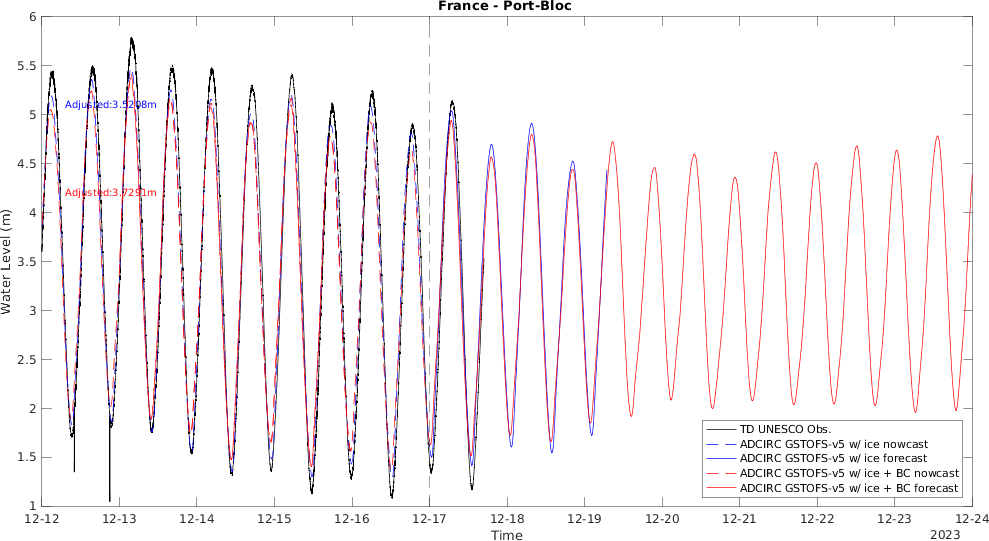 France - Port-Bloc
6
5.5
5
4.5
4
3.5
3
2.5
2
1.5
1
Water Level (m)
Adjusted:3.5298m
Adjusted:3.7291m
TD UNESCO Obs.
ADCIRC GSTOFS-v5 w/ ice nowcast
ADCIRC GSTOFS-v5 w/ ice forecast
ADCIRC GSTOFS-v5 w/ ice + BC nowcast
ADCIRC GSTOFS-v5 w/ ice + BC forecast
12-12 12-13 12-14 12-15 12-16 12-17 12-18 12-19 12-20 12-21 12-22 12-23 12-24
Time
2023